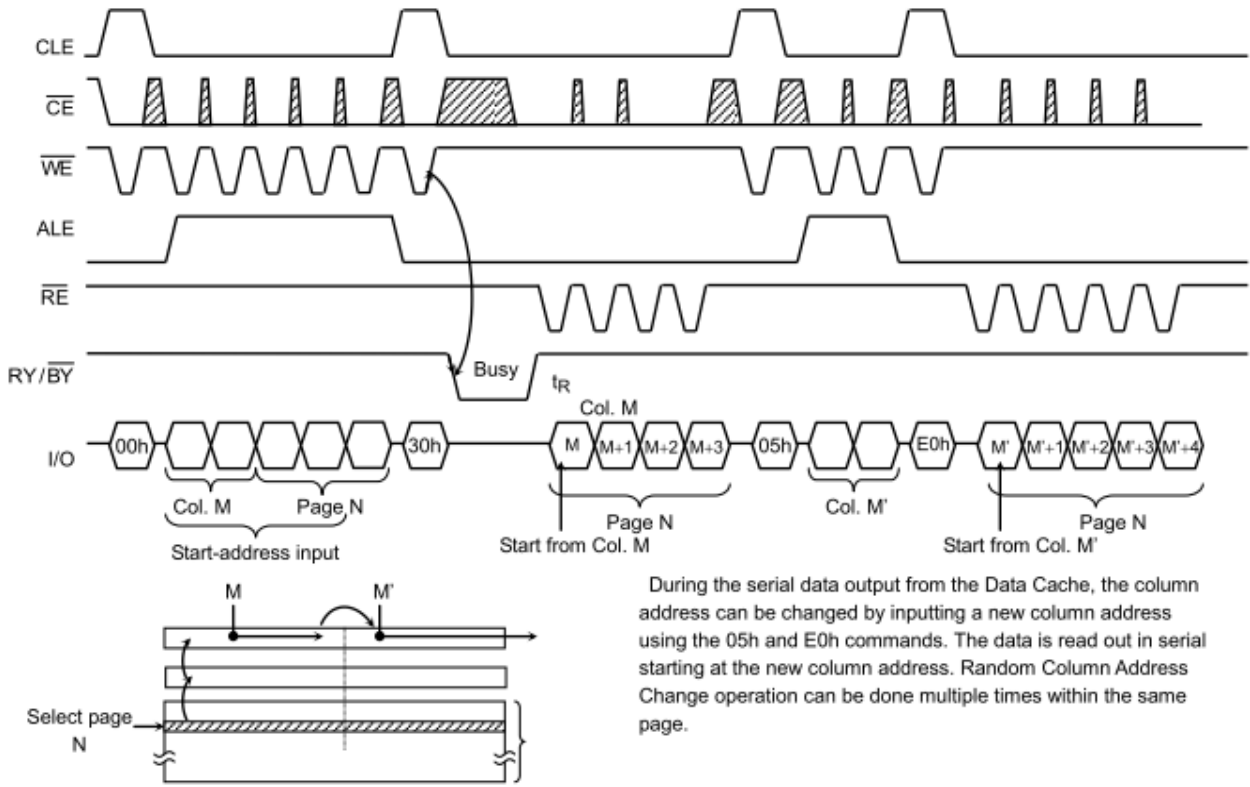 CLE
C̅E̅
W̅E̅
ALE
R̅E̅
RY/B̅Y̅
Busy
tR
Col. M
I/O
00h
30h
M
M+1
M+2
M+3
05h
E0h
M'
M'+1
M'+2
M'+3
M'+4
Col. M
Page N
Page N
Col. M'
Page N
Start-address input
Start from Col. M
Start from Col. M'
M
M'
Select page
N
During the serial data output from the Data Cache, the column
address can be changed by inputting a new column address
using the 05h and E0h commands. The data is read out in serial
starting at the new column address. Random Column Address
Change operation can be done multiple times within the same
page.